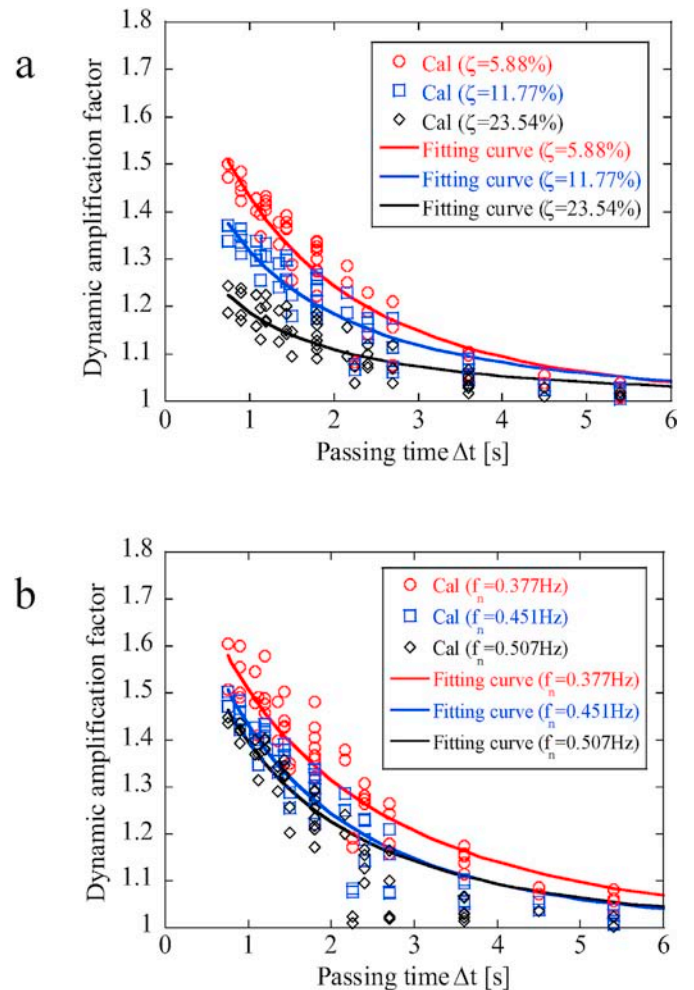 a
1.8
1.7
1.6
1.5
1.4
1.3
1.2
1.1
1
Dynamic amplification factor
Cal (ζ=5.88%)
Cal (ζ=11.77%)
Cal (ζ=23.54%)
Fitting curve (ζ=5.88%)
Fitting curve (ζ=11.77%)
Fitting curve (ζ=23.54%)
0 1 2 3 4 5 6
Passing time Δt [s]
b
1.8
1.7
1.6
1.5
1.4
1.3
1.2
1.1
1
Dynamic amplification factor
Cal (fn=0.377Hz)
Cal (fn=0.451Hz)
Cal (fn=0.507Hz)
Fitting curve (fn=0.377Hz)
Fitting curve (fn=0.451Hz)
Fitting curve (fn=0.507Hz)
0 1 2 3 4 5 6
Passing time Δt [s]